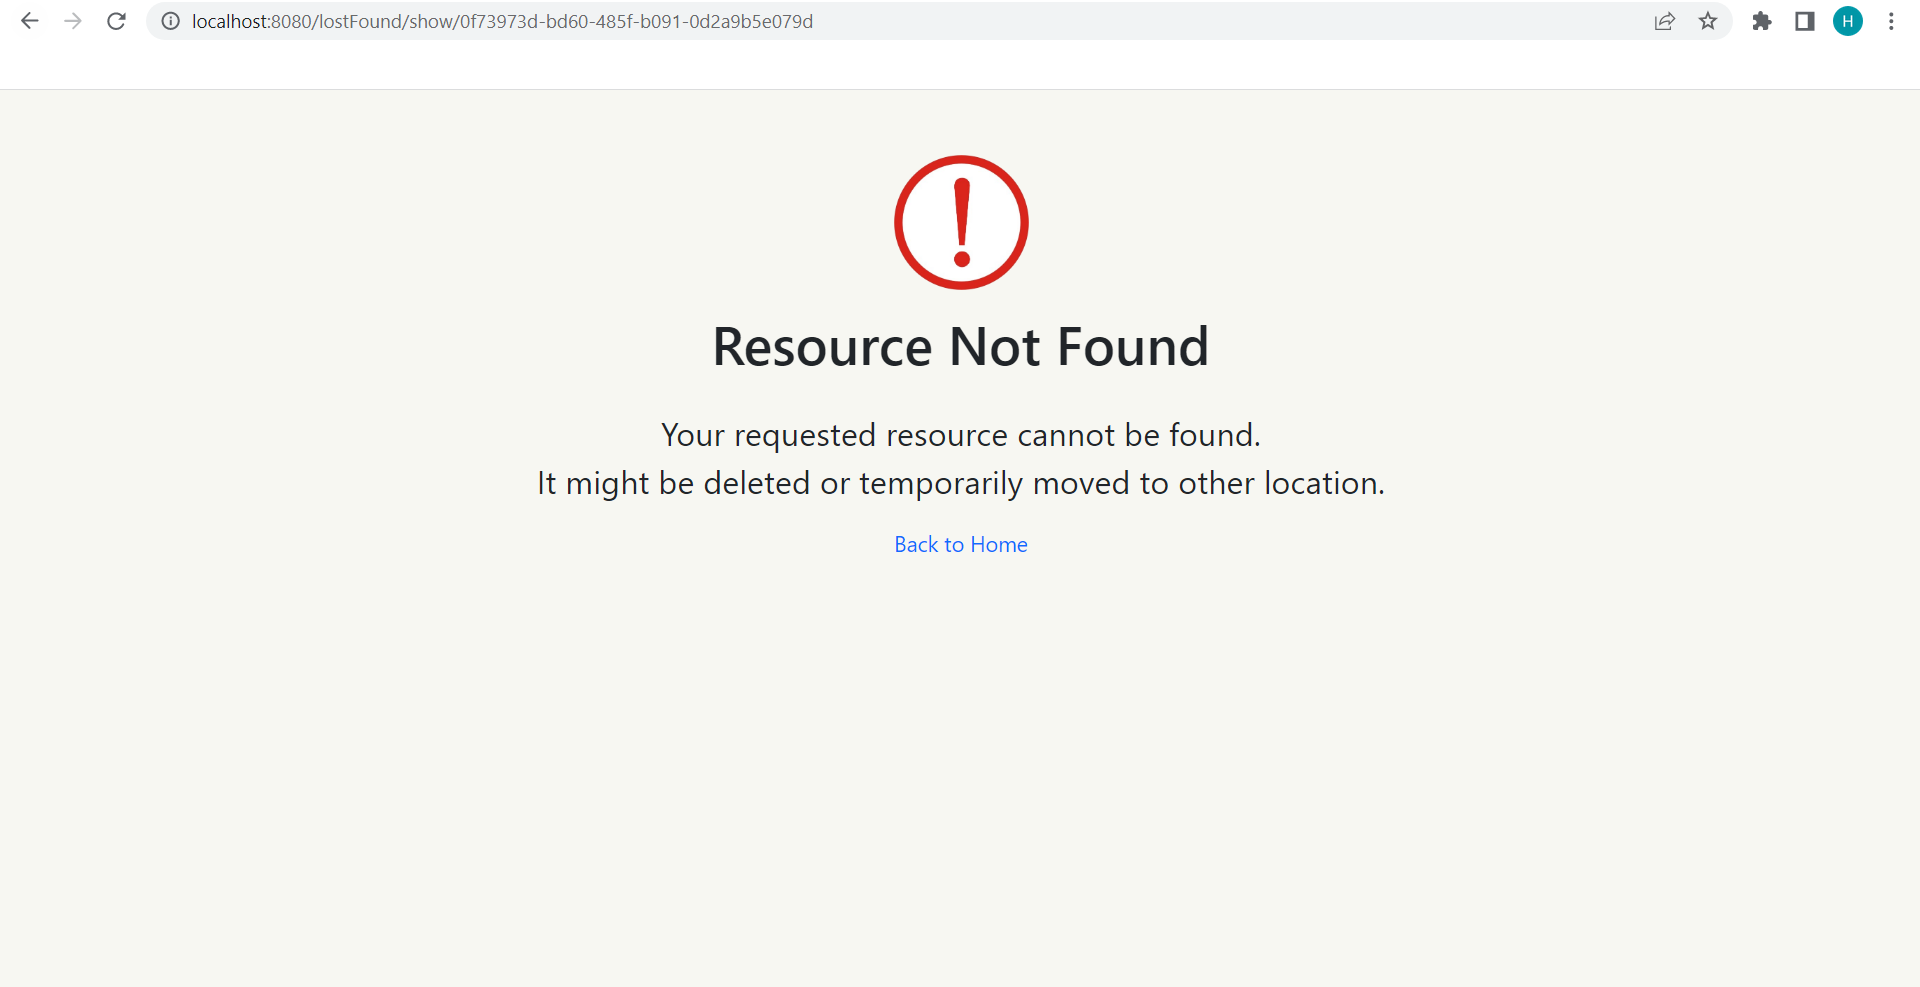 localhost:8080/lostFound/show/0f73973d-bd60-485f-b091-0d2a9b5e079d
H
Resource Not Found
Your requested resource cannot be found.
It might be deleted or temporarily moved to other location.
Back to Home